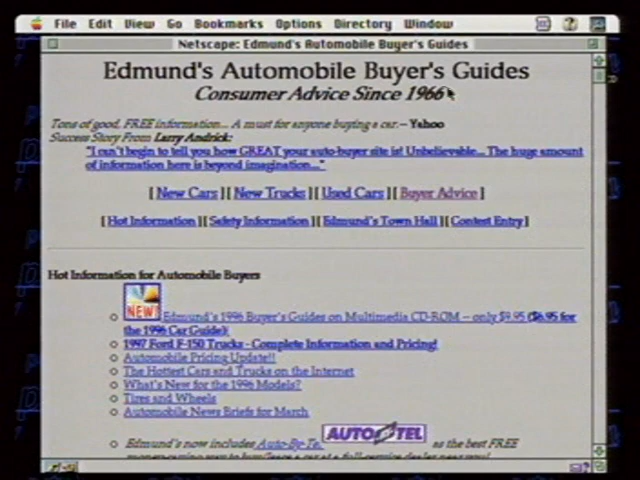 File Edit View Go Bookmarks Options Directory Window
Netscape: Edmund's Automobile Buyer's Guides
Edmund's Automobile Buyer's Guides
Consumer Advice Since 1966
Tons of good, FREE information... A must for anyone buying a car. -- Yahoo
Success Story From Larry Andrick:
"I can't begin to tell you how GREAT your auto-buyer site is! Unbelievable... The huge amount
of information here is beyond imagination..."
[ New Cars ][ New Trucks ][ Used Cars ][ Buyer Advice ]
[ Hot Information ][ Safety Information ][ Edmund's Town Hall ][ Contest Entry ]
Hot Information for Automobile Buyers
NEW! Edmund's 1996 Buyer's Guides on Multimedia CD-ROM -- only $9.95 ($6.95 for
the 1996 Car Guide)
1997 Ford F-150 Trucks - Complete Information and Pricing!
Automobile Pricing Update!!
The Hottest Cars and Trucks on the Internet
What's New for the 1996 Models?
Tires and Wheels
Automobile News Briefs for March
Edmund's now includes Auto-By-Tel AUTO TEL as the best FREE